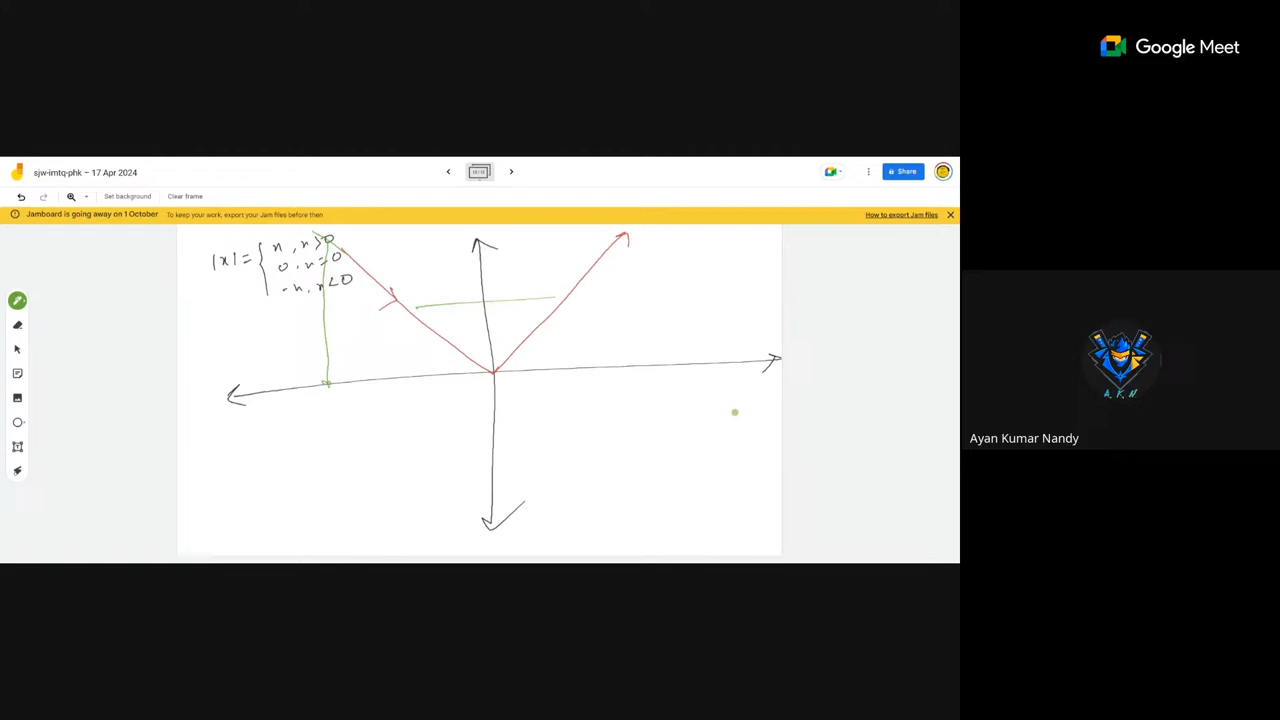 Google Meet
sjw-imtq-phk - 17 Apr 2024
Share
Set background
Clear frame
Jamboard is going away on 1 October
To keep your work, export your Jam files before then
How to export Jam files
|x| = { x, x>0
0, x=0
-x, x<0
Ayan Kumar Nandy
A. K. N.